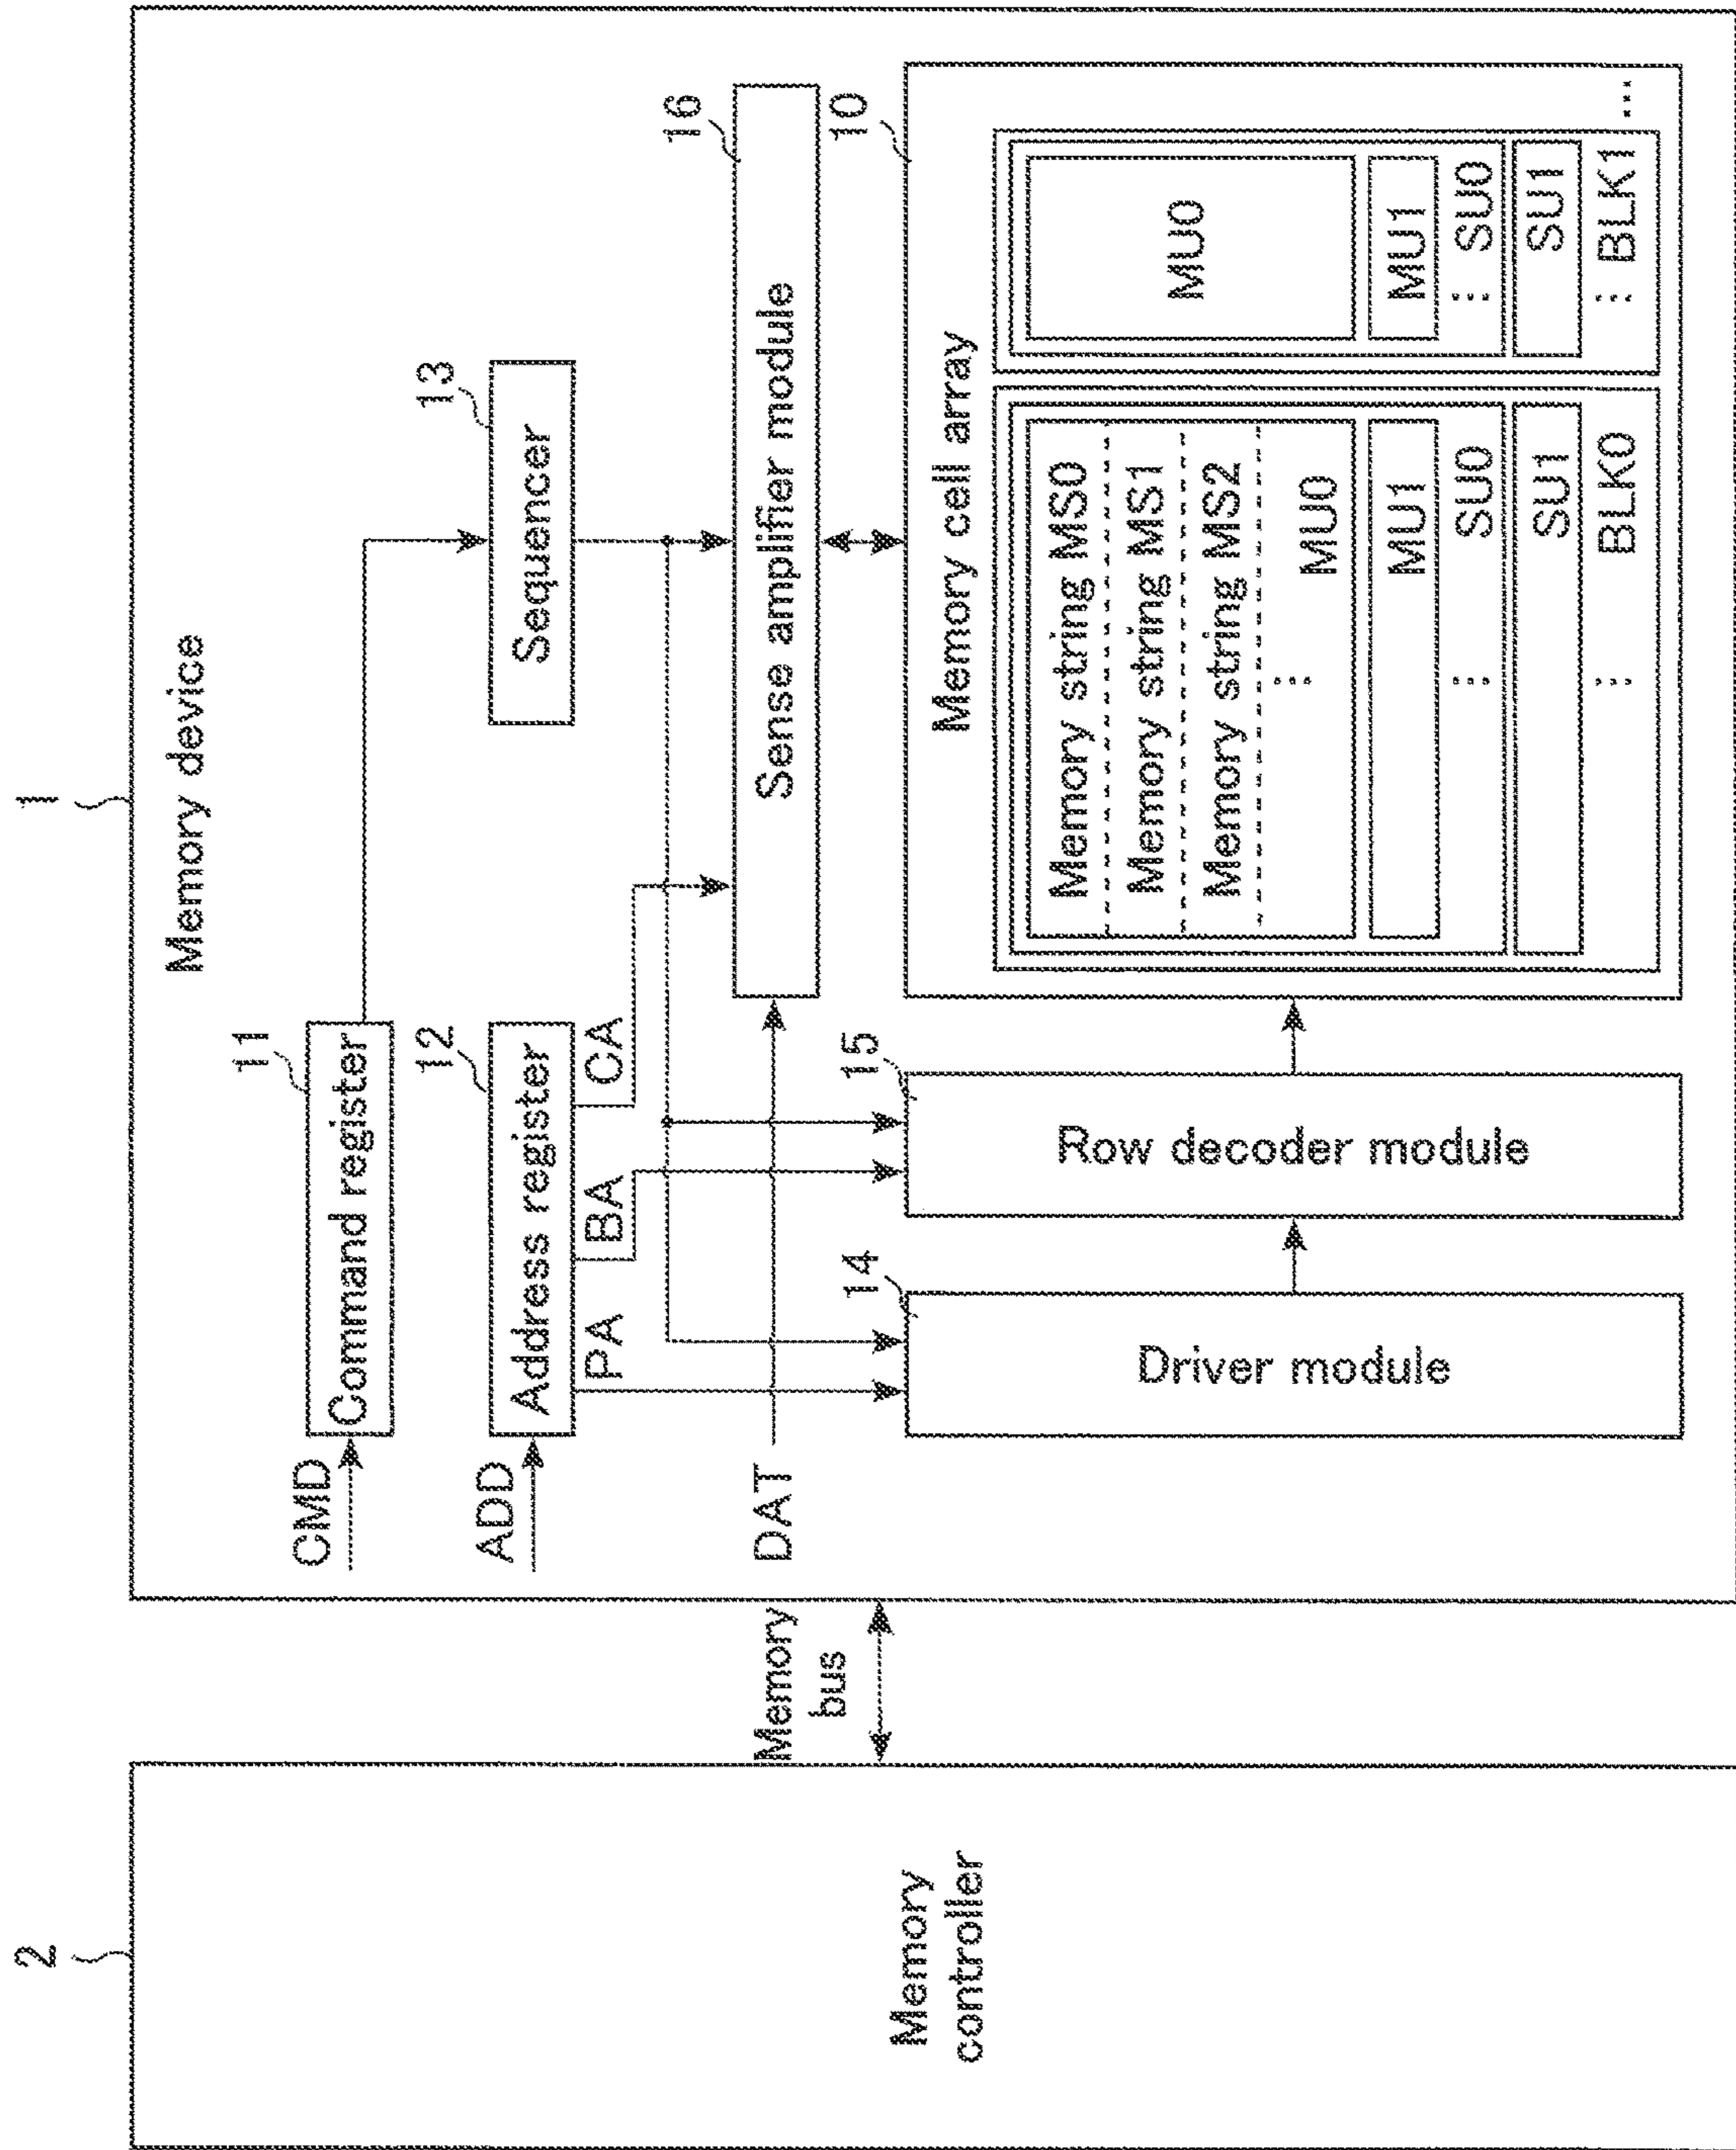 2
1
Memory device
Memory
controller
Memory
bus
CMD
11
Command register
ADD
12
Address register
PA
BA
CA
13
Sequencer
DAT
16
Sense amplifier module
14
Driver module
15
Row decoder module
10
Memory cell array
Memory string MS0
Memory string MS1
Memory string MS2
⋮ MU0
MU1
⋮ SU0
SU1
⋮ BLK0
MU0
MU1
⋮ SU0
SU1
⋮ BLK1 ...